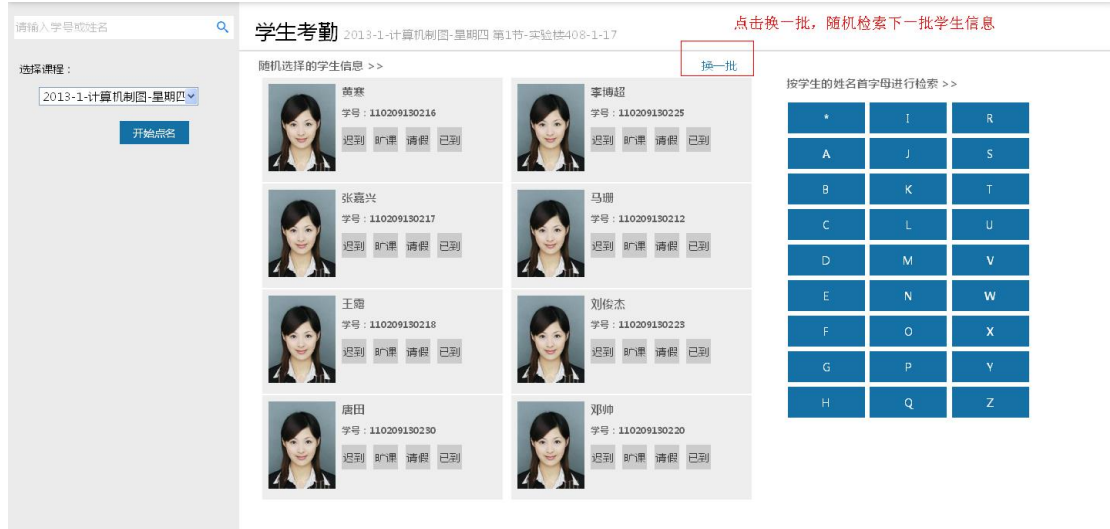 请输入学号或姓名
选择课程：
2013-1-计算机制图-星期四
开始点名
学生考勤 2013-1-计算机制图-星期四 第1节-实验楼408-1-17
点击换一批，随机检索下一批学生信息
随机选择的学生信息 >>
换一批
黄寒
学号：110209130216
迟到 旷课 请假 已到
李博超
学号：110209130225
迟到 旷课 请假 已到
张嘉兴
学号：110209130217
迟到 旷课 请假 已到
马珊
学号：110209130212
迟到 旷课 请假 已到
王露
学号：110209130218
迟到 旷课 请假 已到
刘俊杰
学号：110209130223
迟到 旷课 请假 已到
唐田
学号：110209130230
迟到 旷课 请假 已到
邓帅
学号：110209130220
迟到 旷课 请假 已到
按学生的姓名首字母进行检索 >>
* I R
A J S
B K T
C L U
D M V
E N W
F O X
G P Y
H Q Z